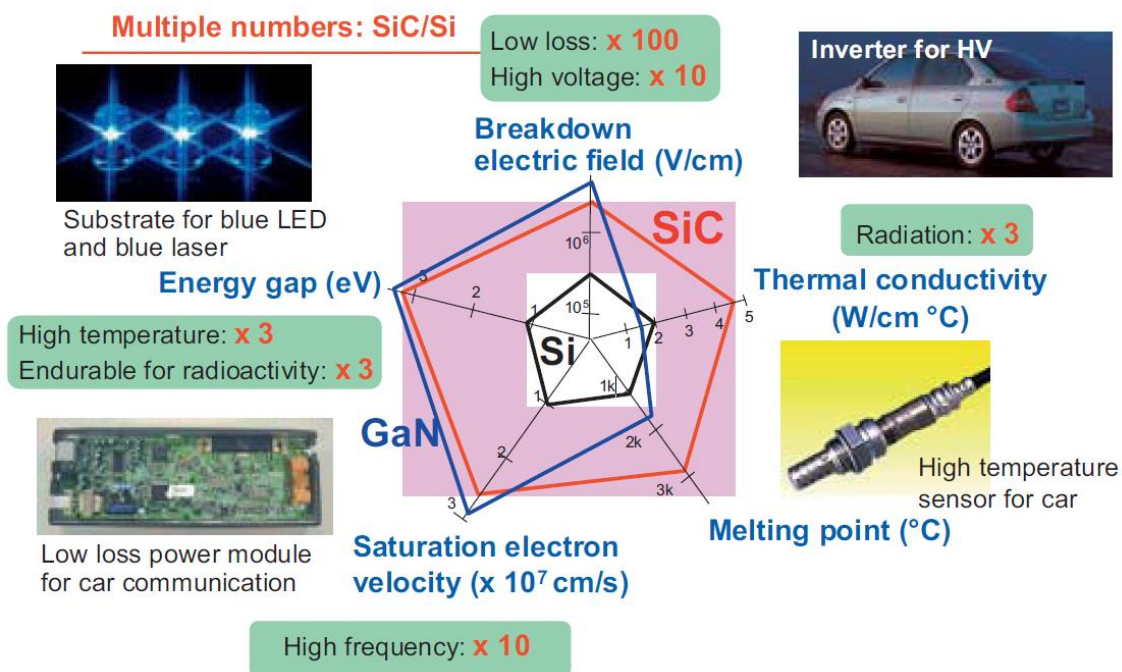 Multiple numbers: SiC/Si
Low loss: x 100
High voltage: x 10
Inverter for HV
Breakdown
electric field (V/cm)
Substrate for blue LED
and blue laser
SiC
10⁶
Radiation: x 3
Energy gap (eV)
3
2
1
10⁵
1
2
3
4
5
Thermal conductivity
(W/cm °C)
High temperature: x 3
Endurable for radioactivity: x 3
Si
1k
2k
3k
1
2
3
GaN
High temperature
sensor for car
Melting point (°C)
Low loss power module
for car communication
Saturation electron
velocity (x 10⁷ cm/s)
High frequency: x 10